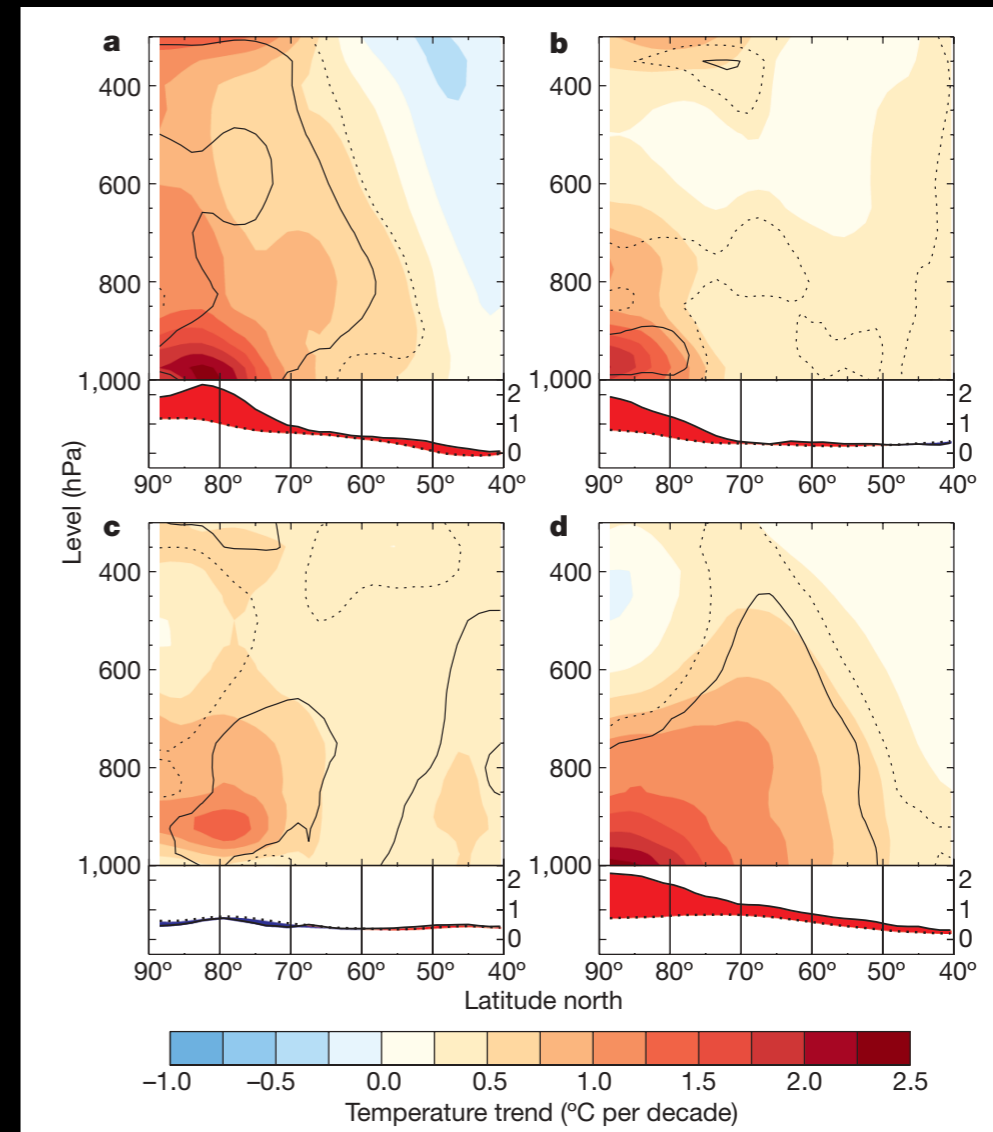 a b
400 400
600 600
800 800
1,000 1,000
2 2
1 1
0 0
90º 80º 70º 60º 50º 40º 90º 80º 70º 60º 50º 40º
Level (hPa)
c d
400 400
600 600
800 800
1,000 1,000
2 2
1 1
0 0
90º 80º 70º 60º 50º 40º 90º 80º 70º 60º 50º 40º
Latitude north
–1.0 –0.5 0.0 0.5 1.0 1.5 2.0 2.5
Temperature trend (ºC per decade)